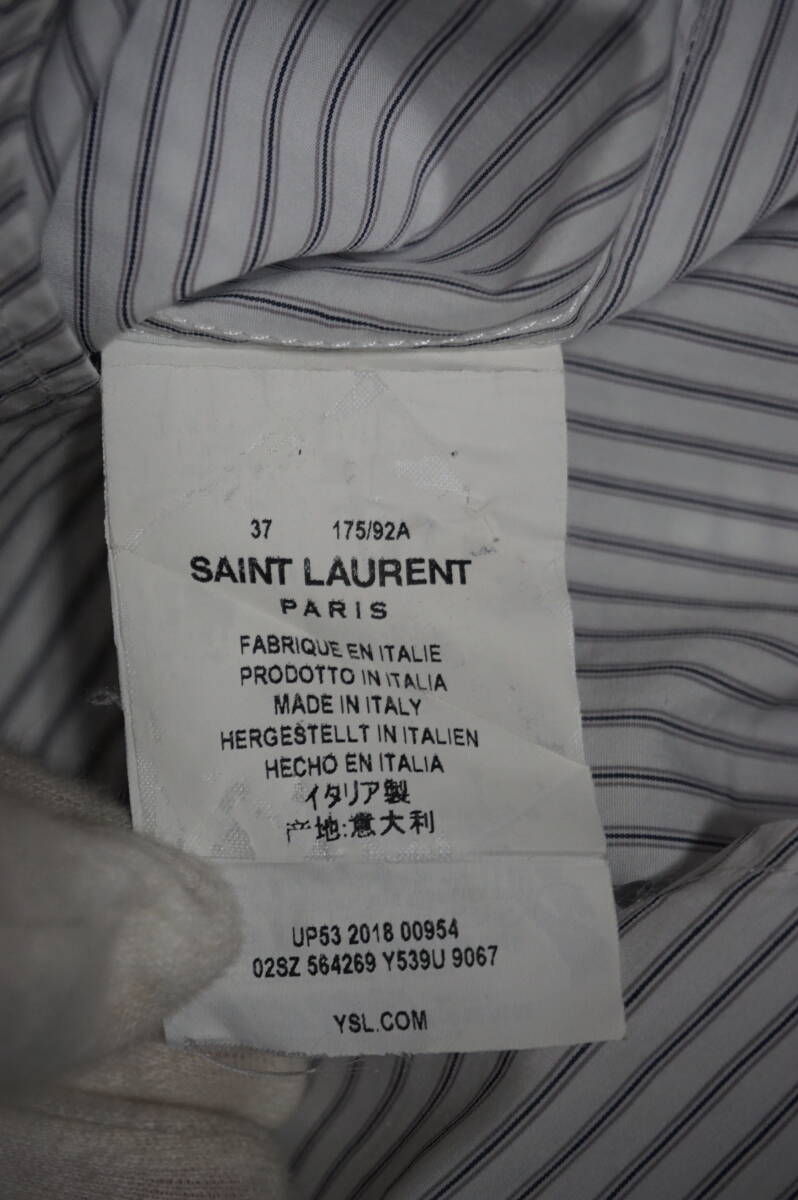 37 175/92A
SAINT LAURENT
PARIS
FABRIQUE EN ITALIE
PRODOTTO IN ITALIA
MADE IN ITALY
HERGESTELLT IN ITALIEN
HECHO EN ITALIA
イタリア製
产地:意大利
UP53 2018 00954
02SZ 564269 Y539U 9067
YSL.COM